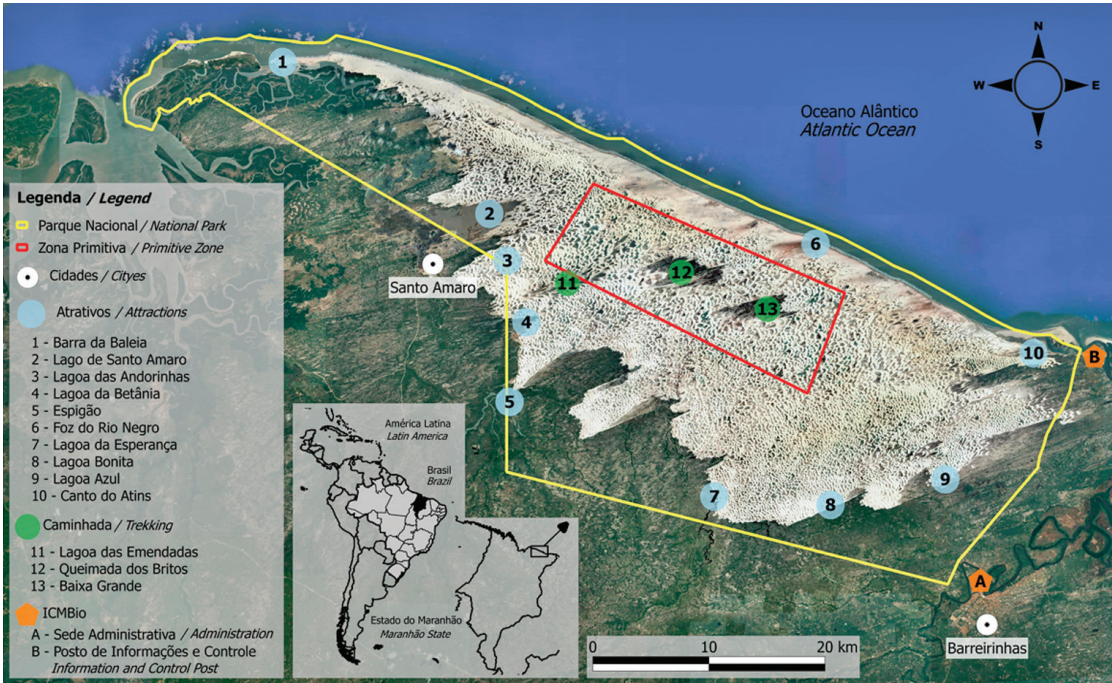 Oceano Alântico
Atlantic Ocean
N
W
E
S
Legenda / Legend
Parque Nacional / National Park
Zona Primitiva / Primitive Zone
Cidades / Cityes
Atrativos / Attractions
1 - Barra da Baleia
2 - Lago de Santo Amaro
3 - Lagoa das Andorinhas
4 - Lagoa da Betânia
5 - Espigão
6 - Foz do Rio Negro
7 - Lagoa da Esperança
8 - Lagoa Bonita
9 - Lagoa Azul
10 - Canto do Atins
Caminhada / Trekking
11 - Lagoa das Emendadas
12 - Queimada dos Britos
13 - Baixa Grande
ICMBio
A - Sede Administrativa / Administration
B - Posto de Informações e Controle
Information and Control Post
1
2
3
Santo Amaro
4
5
6
11
12
13
10
B
7
8
9
A
Barreirinhas
América Latina
Latin America
Brasil
Brazil
Estado do Maranhão
Maranhão State
0
10
20 km